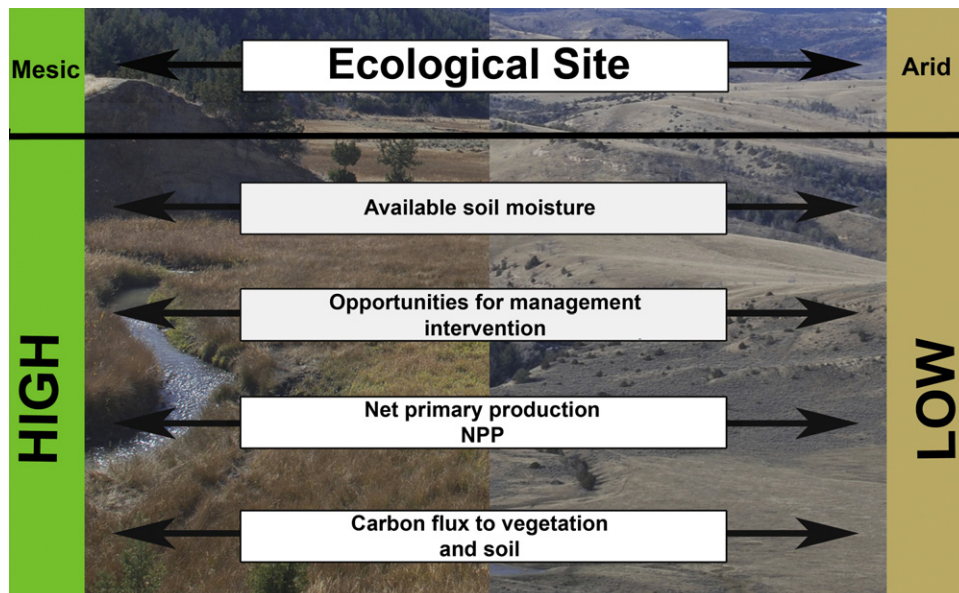 Mesic
Ecological Site
Arid
HIGH
LOW
Available soil moisture
Opportunities for management
intervention
Net primary production
NPP
Carbon flux to vegetation
and soil